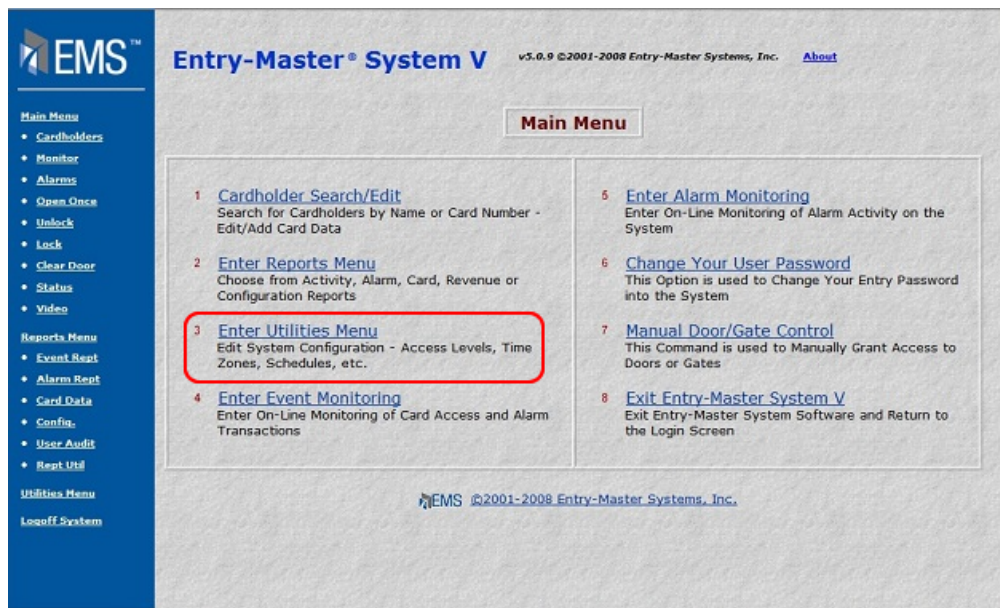 EMS™
Entry-Master® System V
v5.0.9 ©2001-2008 Entry-Master Systems, Inc.
About
Main Menu
• Cardholders
• Monitor
• Alarms
• Open Once
• Unlock
• Lock
• Clear Door
• Status
• Video
Reports Menu
• Event Rept
• Alarm Rept
• Card Data
• Config.
• User Audit
• Rept Util
Utilities Menu
Logoff System
Main Menu
1 Cardholder Search/Edit
Search for Cardholders by Name or Card Number -
Edit/Add Card Data
2 Enter Reports Menu
Choose from Activity, Alarm, Card, Revenue or
Configuration Reports
3 Enter Utilities Menu
Edit System Configuration - Access Levels, Time
Zones, Schedules, etc.
4 Enter Event Monitoring
Enter On-Line Monitoring of Card Access and Alarm
Transactions
5 Enter Alarm Monitoring
Enter On-Line Monitoring of Alarm Activity on the
System
6 Change Your User Password
This Option is used to Change Your Entry Password
into the System
7 Manual Door/Gate Control
This Command is used to Manually Grant Access to
Doors or Gates
8 Exit Entry-Master System V
Exit Entry-Master System Software and Return to
the Login Screen
EMS ©2001-2008 Entry-Master Systems, Inc.